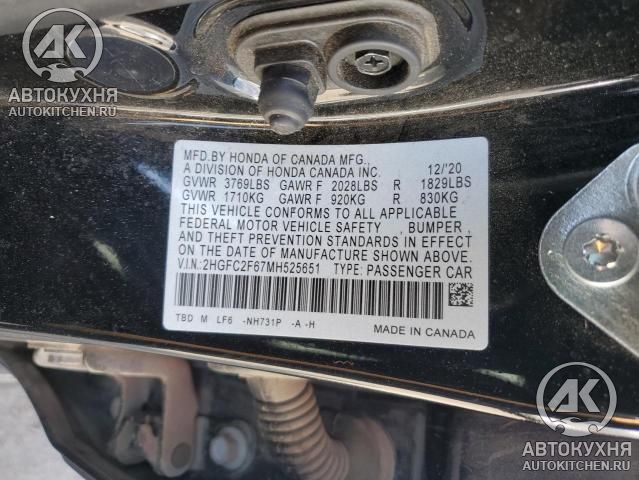 AK
АВТОКУХНЯ
AUTOKITCHEN.RU
MFD.BY HONDA OF CANADA MFG.,
A DIVISION OF HONDA CANADA INC. 12/'20
GVWR 3769LBS GAWR F 2028LBS R 1829LBS
GVWR 1710KG GAWR F 920KG R 830KG
THIS VEHICLE CONFORMS TO ALL APPLICABLE
FEDERAL MOTOR VEHICLE SAFETY , BUMPER ,
AND THEFT PREVENTION STANDARDS IN EFFECT
ON THE DATE OF MANUFACTURE SHOWN ABOVE.
V.I.N.:2HGFC2F67MH525651 TYPE: PASSENGER CAR
TBD M LF6 -NH731P -A -H MADE IN CANADA
AK
АВТОКУХНЯ
AUTOKITCHEN.RU